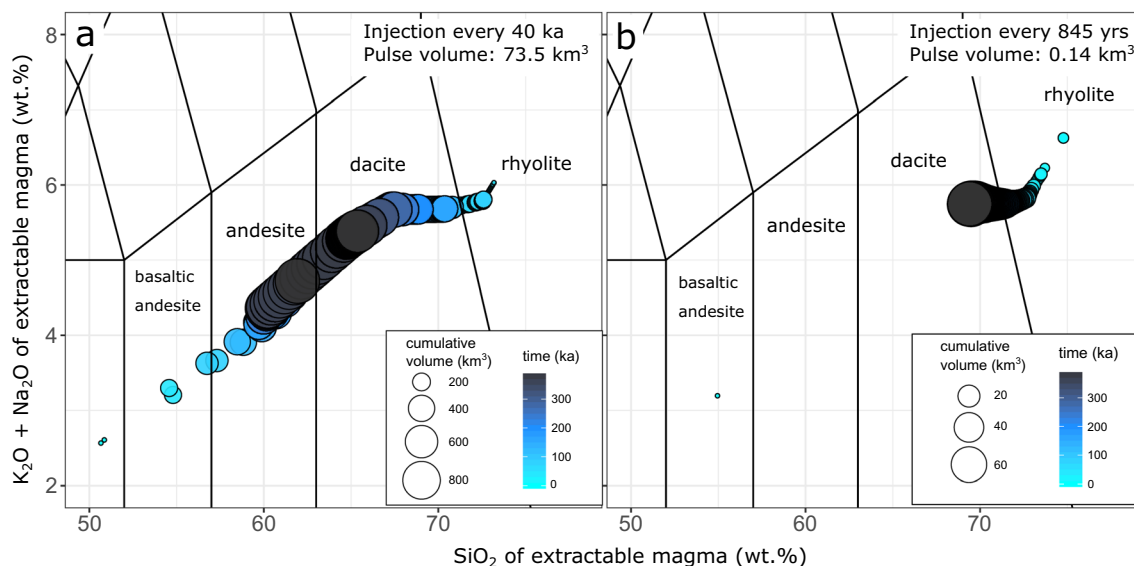 a
Injection every 40 ka
Pulse volume: 73.5 km³
b
Injection every 845 yrs
Pulse volume: 0.14 km³
K₂O + Na₂O of extractable magma (wt.%)
8
6
4
2
dacite
rhyolite
andesite
basaltic
andesite
cumulative
volume (km³)
200
400
600
800
time (ka)
300
200
100
0
rhyolite
dacite
andesite
basaltic
andesite
cumulative
volume (km³)
20
40
60
time (ka)
300
200
100
0
50
60
70
50
60
70
SiO₂ of extractable magma (wt.%)